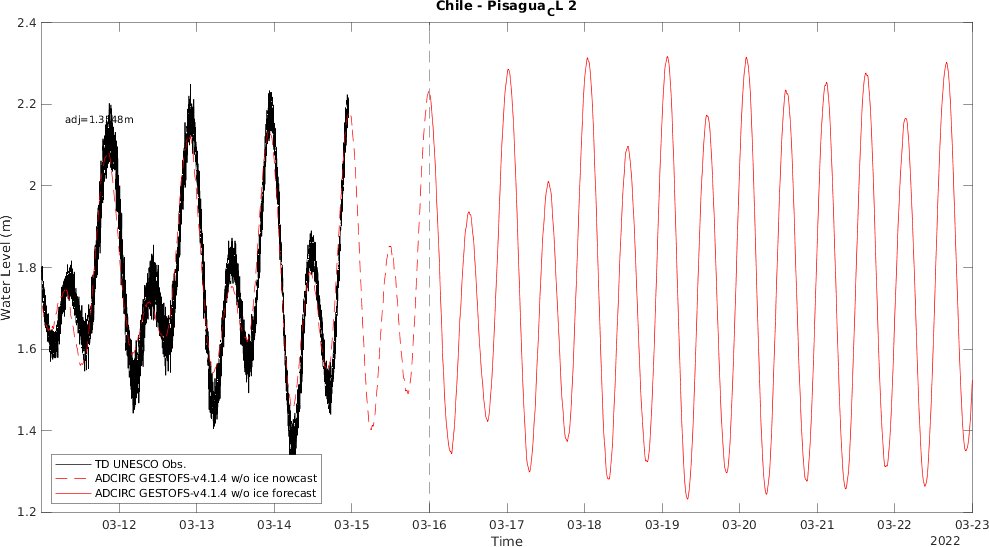 Chile - Pisagua_CL 2
2.4
2.2
2
1.8
1.6
1.4
1.2
Water Level (m)
adj=1.3548m
TD UNESCO Obs.
ADCIRC GESTOFS-v4.1.4 w/o ice nowcast
ADCIRC GESTOFS-v4.1.4 w/o ice forecast
03-12 03-13 03-14 03-15 03-16 03-17 03-18 03-19 03-20 03-21 03-22 03-23
Time
2022